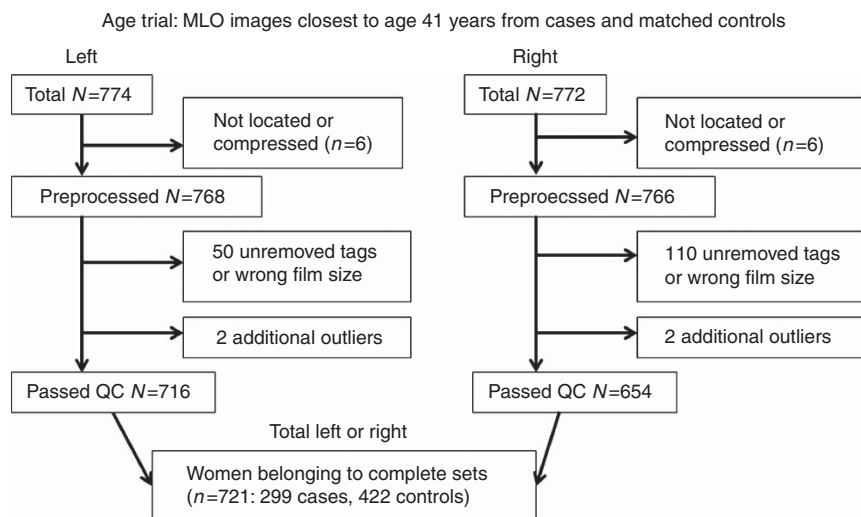 Age trial: MLO images closest to age 41 years from cases and matched controls
Left
Total N=774
Not located or
compressed (n=6)
Preprocessed N=768
50 unremoved tags
or wrong film size
2 additional outliers
Passed QC N=716
Right
Total N=772
Not located or
compressed (n=6)
Preproecssed N=766
110 unremoved tags
or wrong film size
2 additional outliers
Passed QC N=654
Total left or right
Women belonging to complete sets
(n=721: 299 cases, 422 controls)